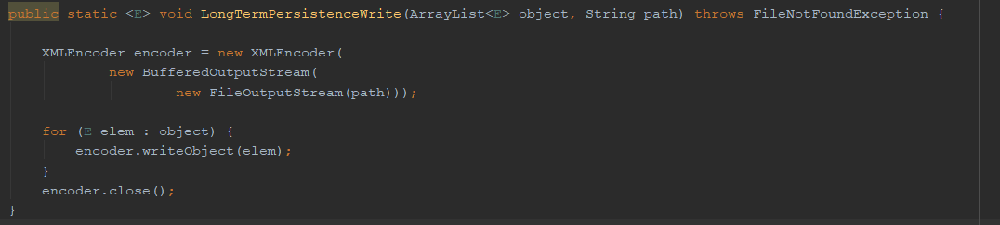 public static <E> void LongTermPersistenceWrite(ArrayList<E> object, String path) throws FileNotFoundException {
XMLEncoder encoder = new XMLEncoder(
new BufferedOutputStream(
new FileOutputStream(path)));
for (E elem : object) {
encoder.writeObject(elem);
}
encoder.close();
}